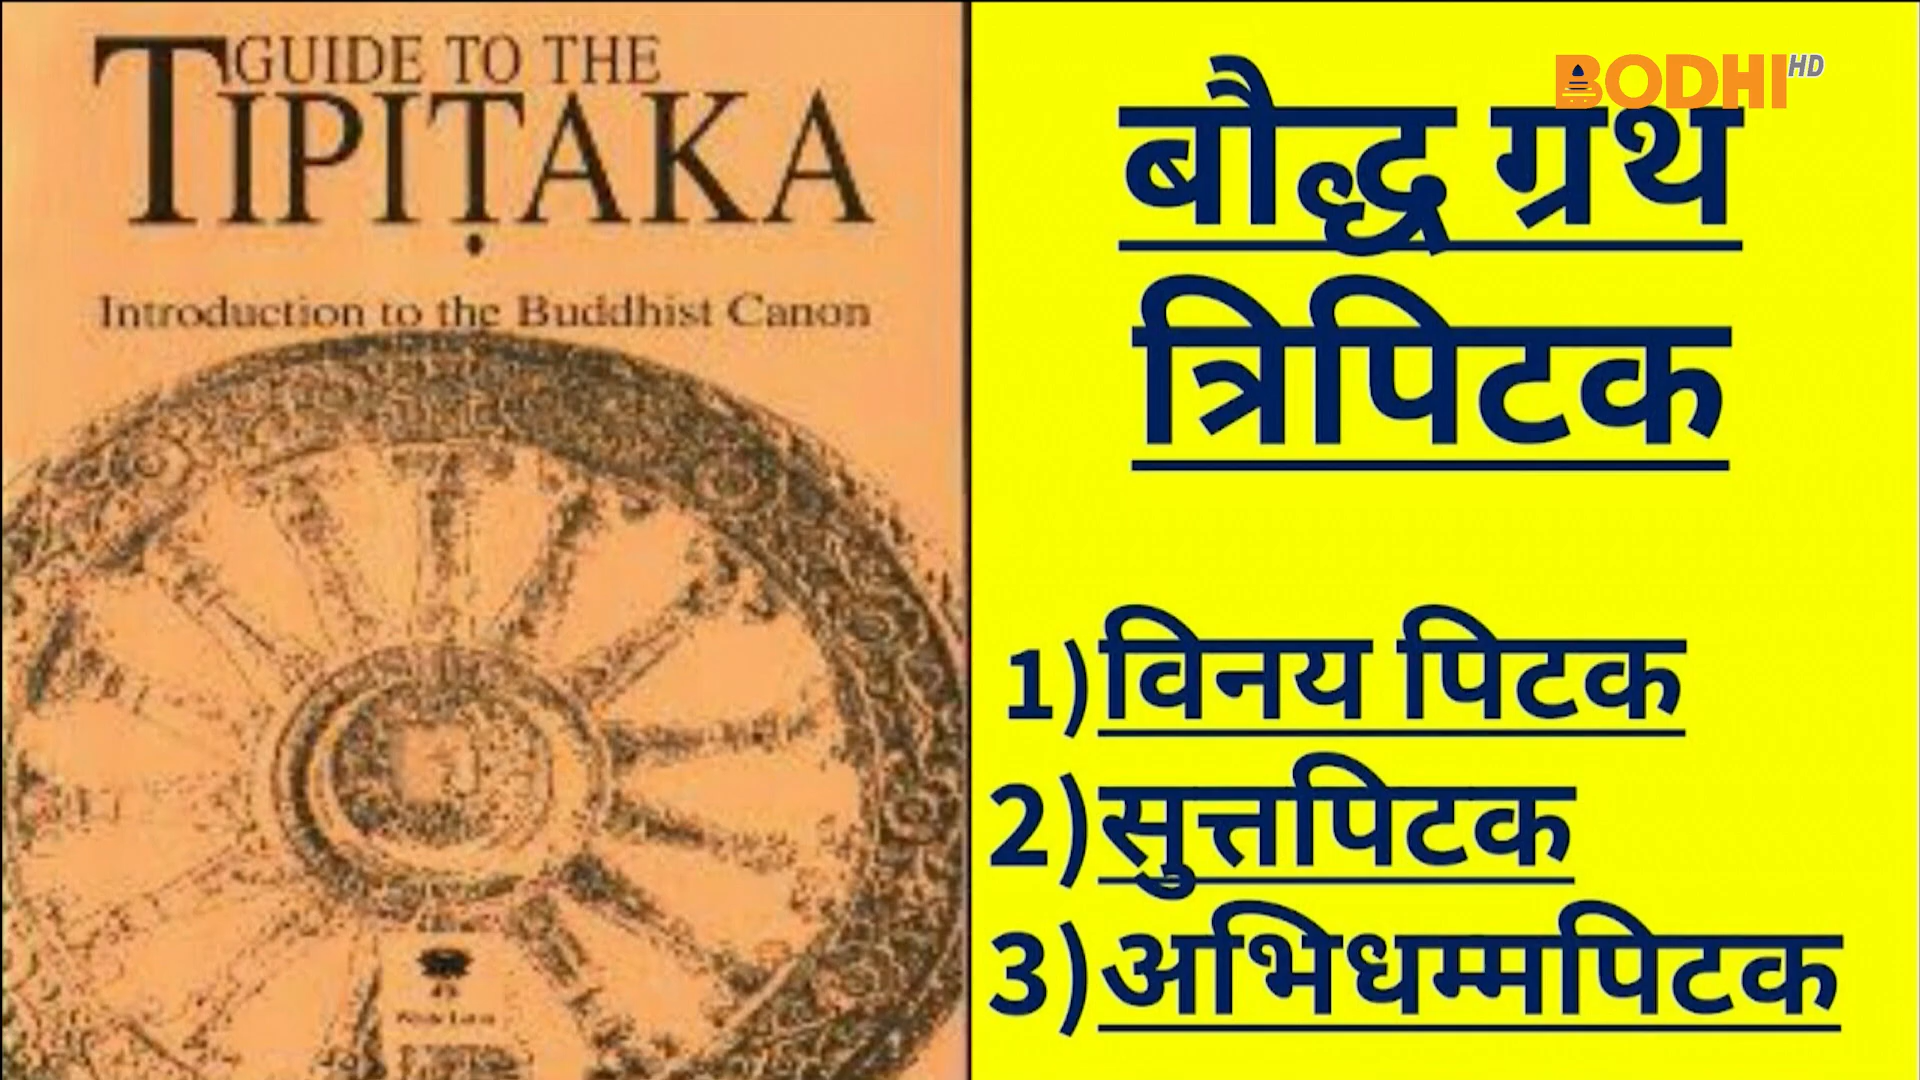 GUIDE TO THE
TIPIṬAKA
Introduction to the Buddhist Canon
BODHI HD
बौद्ध ग्रथ
त्रिपिटक
1)विनय पिटक
2)सुत्तपिटक
3)अभिधम्मपिटक